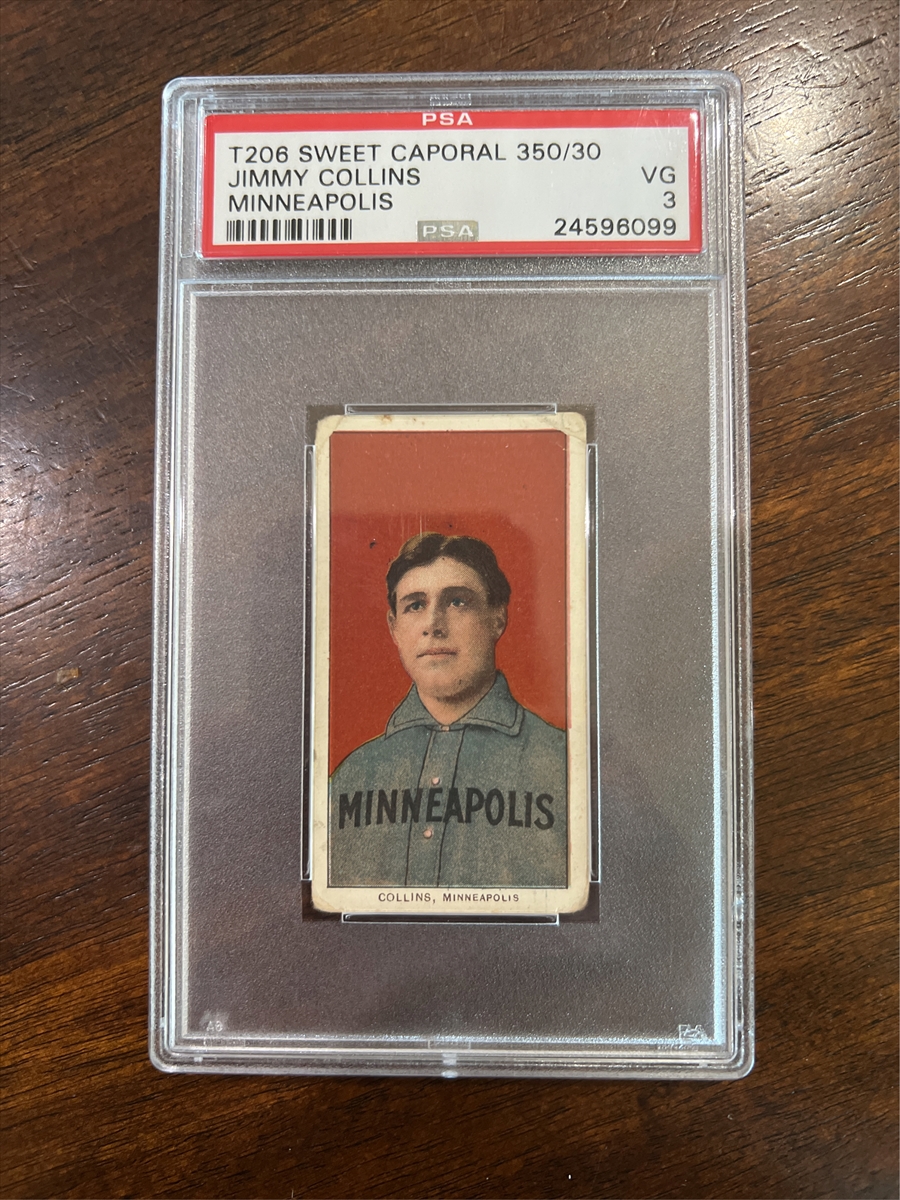 PSA
T206 SWEET CAPORAL 350/30
JIMMY COLLINS VG
MINNEAPOLIS 3
PSA 24596099
MINNEAPOLIS
COLLINS, MINNEAPOLIS